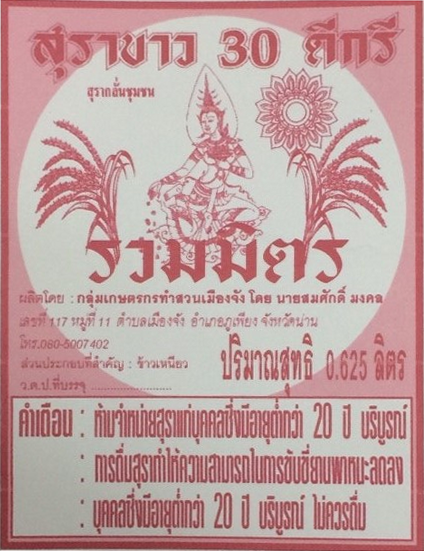 สุราขาว 30 ดีกรี
สุรากลั่นชุมชน
รวมมิตร
ผลิตโดย : กลุ่มเกษตรกรทำสวนเมืองจัง โดย นายสมศักดิ์ มงคล
เลขที่ 117 หมู่ที่ 11 ตำบลเมืองจัง อำเภอภูเพียง จังหวัดน่าน
โทร.080-5007402
ส่วนประกอบที่สำคัญ : ข้าวเหนียว
ปริมาณสุทธิ 0.625 ลิตร
ว.ด.ป.ที่บรรจุ ........................
คำเตือน : ห้ามจำหน่ายสุราแก่บุคคลซึ่งมีอายุต่ำกว่า 20 ปี บริบูรณ์
: การดื่มสุราทำให้ความสามารถในการขับขี่ยานพาหนะลดลง
: บุคคลซึ่งมีอายุต่ำกว่า 20 ปี บริบูรณ์ ไม่ควรดื่ม